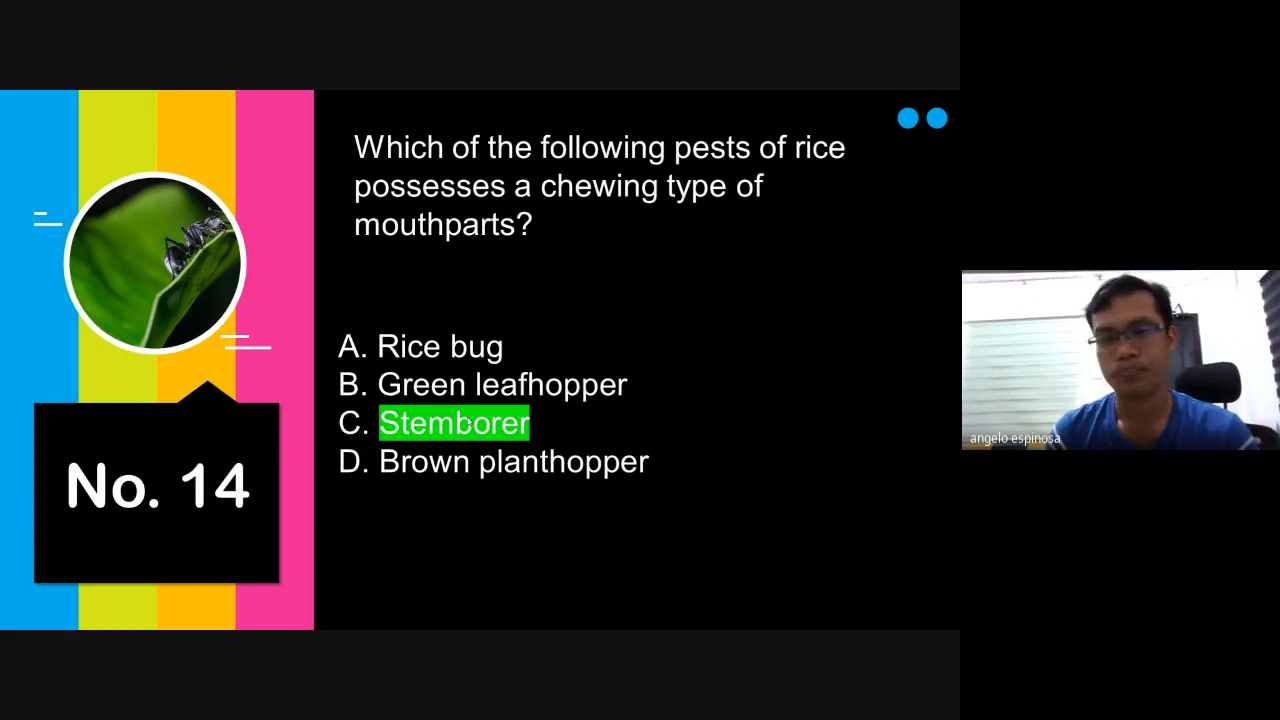 Which of the following pests of rice
possesses a chewing type of
mouthparts?
A. Rice bug
B. Green leafhopper
C. Stemborer
D. Brown planthopper
No. 14
angelo espinosa